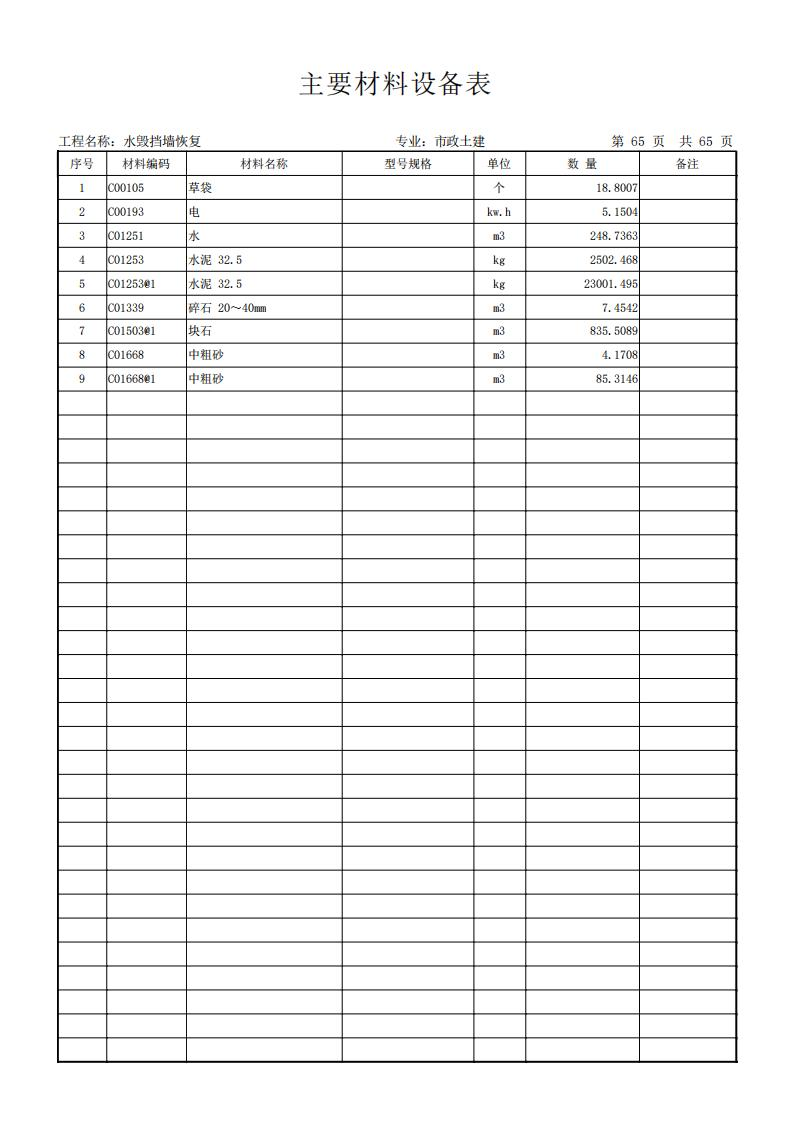 主要材料设备表
工程名称：水毁挡墙恢复 专业：市政土建 第 65 页 共 65 页
序号 材料编码 材料名称 型号规格 单位 数 量 备注
1 C00105 草袋 个 18.8007
2 C00193 电 kw.h 5.1504
3 C01251 水 m3 248.7363
4 C01253 水泥 32.5 kg 2502.468
5 C01253@1 水泥 32.5 kg 23001.495
6 C01339 碎石 20～40mm m3 7.4542
7 C01503@1 块石 m3 835.5089
8 C01668 中粗砂 m3 4.1708
9 C01668@1 中粗砂 m3 85.3146